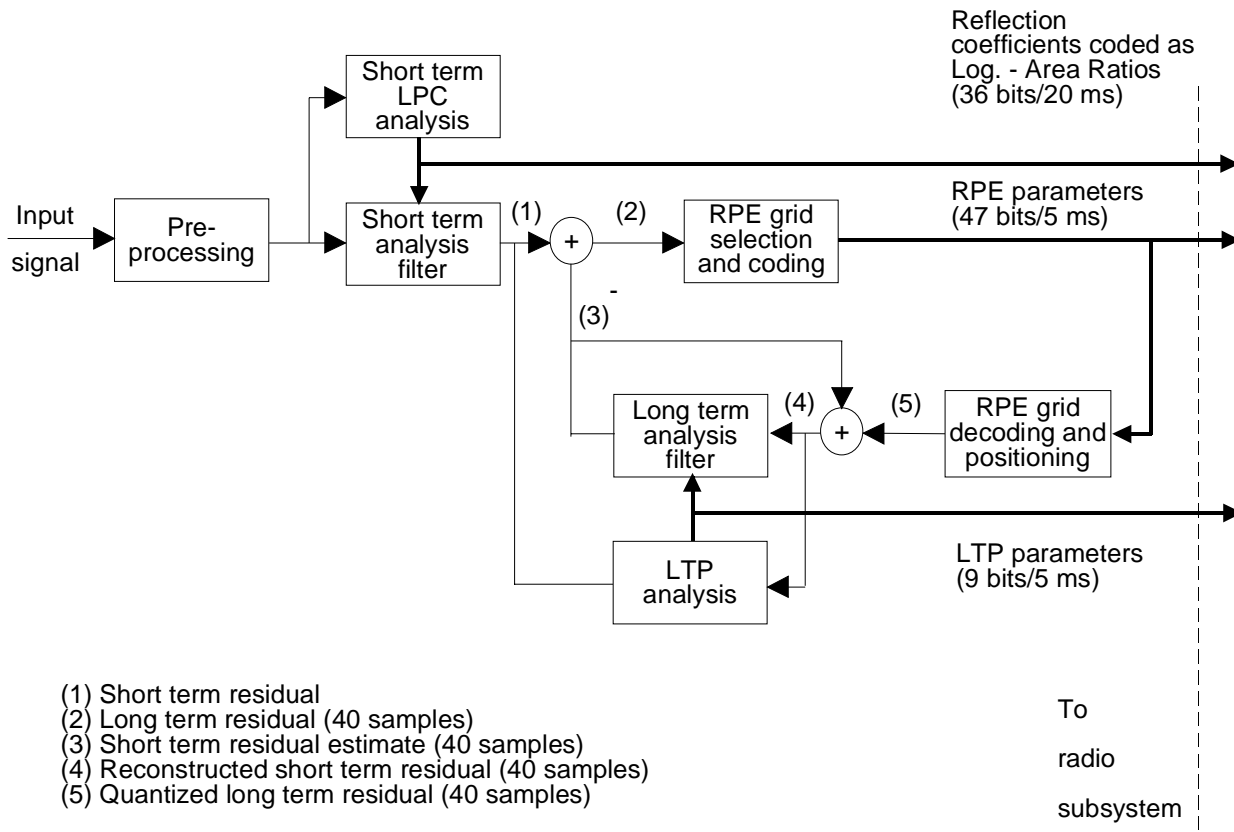 Reflection
coefficients coded as
Log. - Area Ratios
(36 bits/20 ms)
Short term
LPC
analysis
RPE parameters
(47 bits/5 ms)
Input
signal
Pre-
processing
Short term
analysis
filter
(1)
+
(2)
RPE grid
selection
and coding
-
(3)
Long term
analysis
filter
(4)
+
(5)
RPE grid
decoding and
positioning
LTP
analysis
LTP parameters
(9 bits/5 ms)
(1) Short term residual
(2) Long term residual (40 samples)
(3) Short term residual estimate (40 samples)
(4) Reconstructed short term residual (40 samples)
(5) Quantized long term residual (40 samples)
To
radio
subsystem